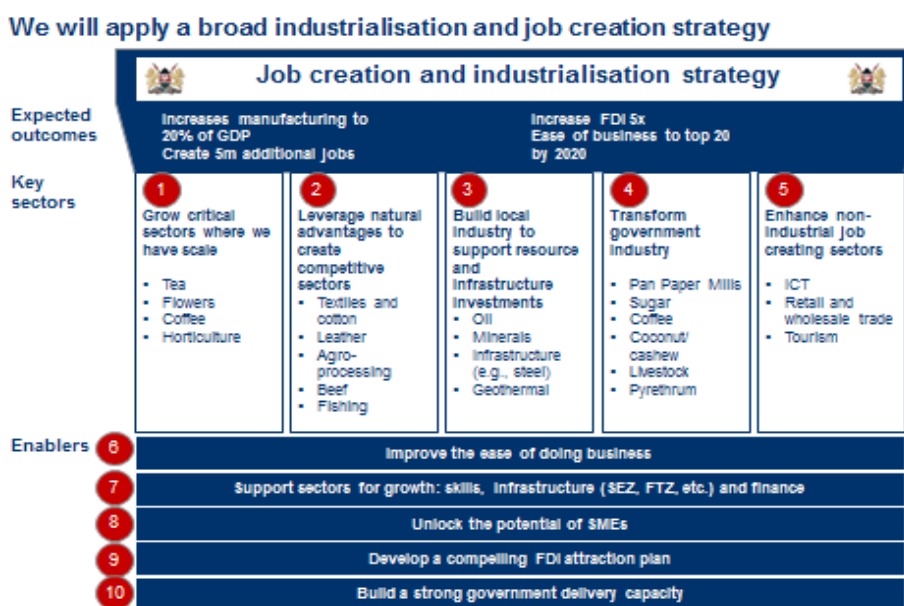 We will apply a broad industrialisation and job creation strategy
Job creation and industrialisation strategy
Expected
outcomes
Increases manufacturing to
20% of GDP
Create 5m additional jobs
Increase FDI 5x
Ease of business to top 20
by 2020
Key
sectors
1
Grow critical
sectors where we
have scale
▪ Tea
▪ Flowers
▪ Coffee
▪ Horticulture
2
Leverage natural
advantages to
create
competitive
sectors
▪ Textiles and
cotton
▪ Leather
▪ Agro-
processing
▪ Beef
▪ Fishing
3
Build local
industry to
support resource
and
infrastructure
investments
▪ Oil
▪ Minerals
▪ Infrastructure
(e.g., steel)
▪ Geothermal
4
Transform
government
industry
▪ Pan Paper Mills
▪ Sugar
▪ Coffee
▪ Coconut/
cashew
▪ Livestock
▪ Pyrethrum
5
Enhance non-
industrial job
creating sectors
▪ ICT
▪ Retail and
wholesale trade
▪ Tourism
Enablers
6
Improve the ease of doing business
7
Support sectors for growth: skills, infrastructure (SEZ, FTZ, etc.) and finance
8
Unlock the potential of SMEs
9
Develop a compelling FDI attraction plan
10
Build a strong government delivery capacity